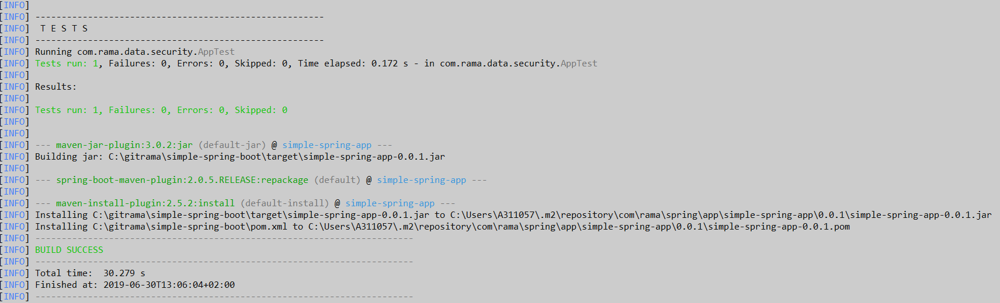 [INFO]
[INFO] -------------------------------------------------------
[INFO]  T E S T S
[INFO] -------------------------------------------------------
[INFO] Running com.rama.data.security.AppTest
[INFO] Tests run: 1, Failures: 0, Errors: 0, Skipped: 0, Time elapsed: 0.172 s - in com.rama.data.security.AppTest
[INFO]
[INFO] Results:
[INFO]
[INFO] Tests run: 1, Failures: 0, Errors: 0, Skipped: 0
[INFO]
[INFO]
[INFO] --- maven-jar-plugin:3.0.2:jar (default-jar) @ simple-spring-app ---
[INFO] Building jar: C:\gitrama\simple-spring-boot\target\simple-spring-app-0.0.1.jar
[INFO]
[INFO] --- spring-boot-maven-plugin:2.0.5.RELEASE:repackage (default) @ simple-spring-app ---
[INFO]
[INFO] --- maven-install-plugin:2.5.2:install (default-install) @ simple-spring-app ---
[INFO] Installing C:\gitrama\simple-spring-boot\target\simple-spring-app-0.0.1.jar to C:\Users\A311057\.m2\repository\com\rama\spring\app\simple-spring-app\0.0.1\simple-spring-app-0.0.1.jar
[INFO] Installing C:\gitrama\simple-spring-boot\pom.xml to C:\Users\A311057\.m2\repository\com\rama\spring\app\simple-spring-app\0.0.1\simple-spring-app-0.0.1.pom
[INFO] ------------------------------------------------------------------------
[INFO] BUILD SUCCESS
[INFO] ------------------------------------------------------------------------
[INFO] Total time:  30.279 s
[INFO] Finished at: 2019-06-30T13:06:04+02:00
[INFO] ------------------------------------------------------------------------